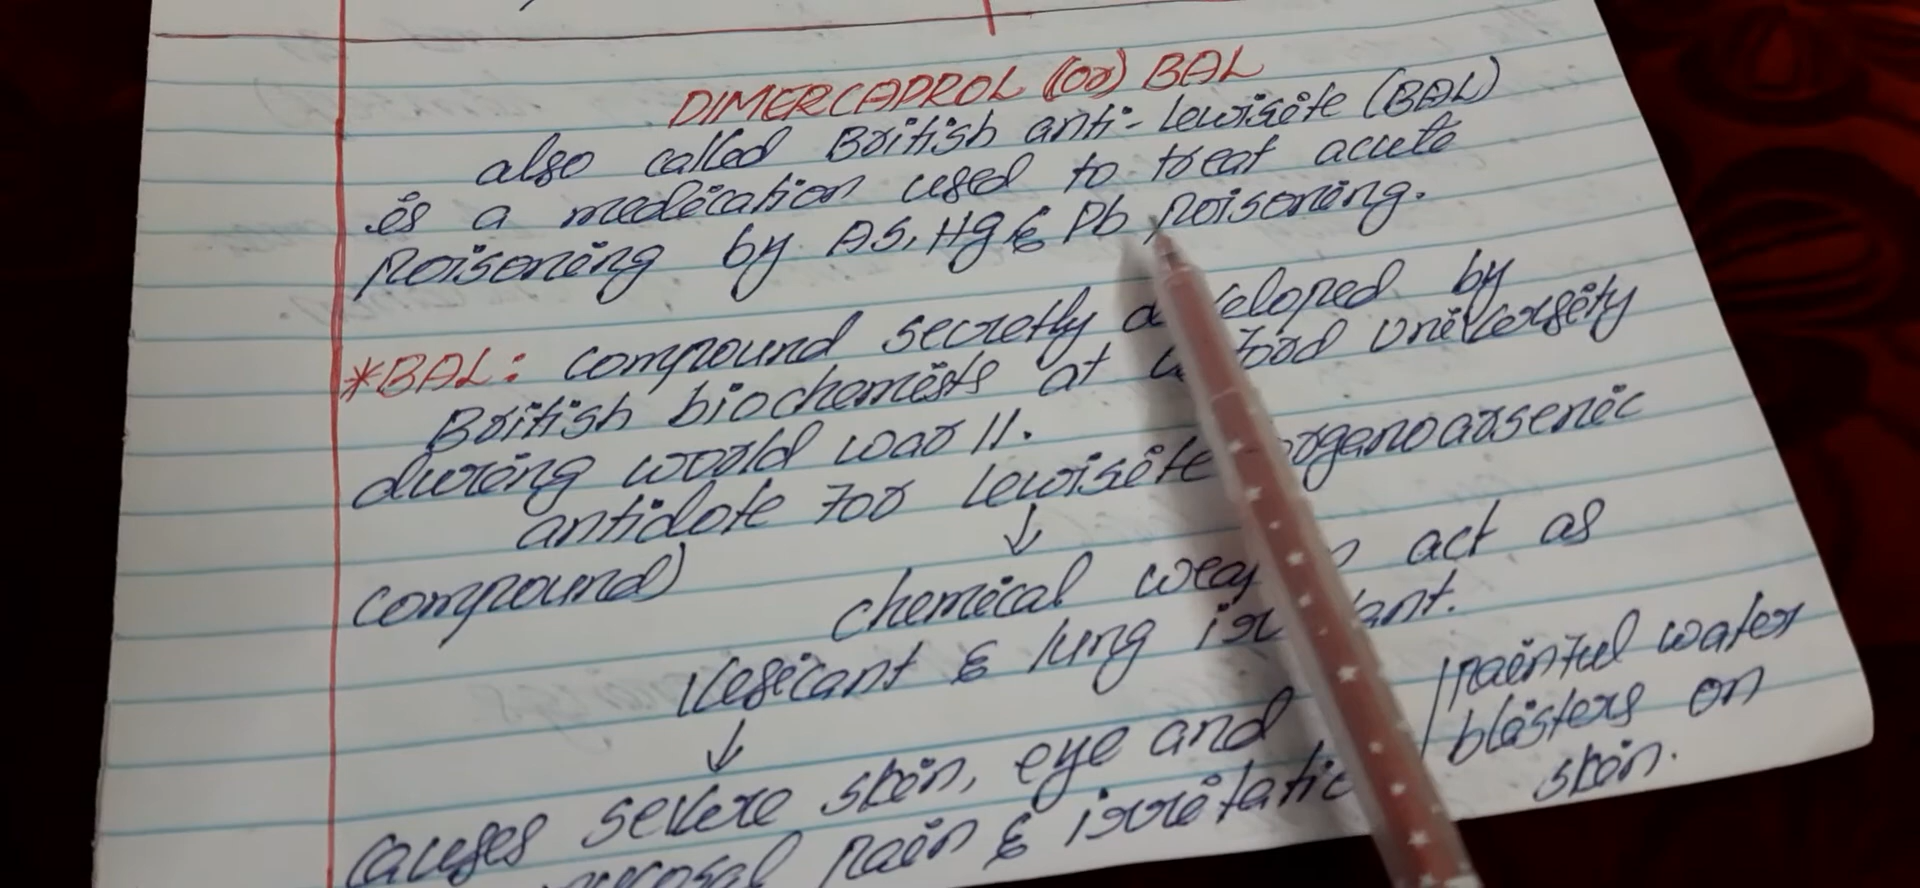 DIMERCAPROL (or) BAL
also called British anti-Lewisite (BAL)
is a medication used to treat acute
poisoning by AS, Hg & Pb poisoning.
*BAL: compound secretly developed by
British biochemists at University
during world war II.
antidote for Lewisite organoarsenic
compound)
↓
chemical act as
Vesicant & lung
↓
causes severe skin, eye and
pain &
painful water
blisters on
skin.